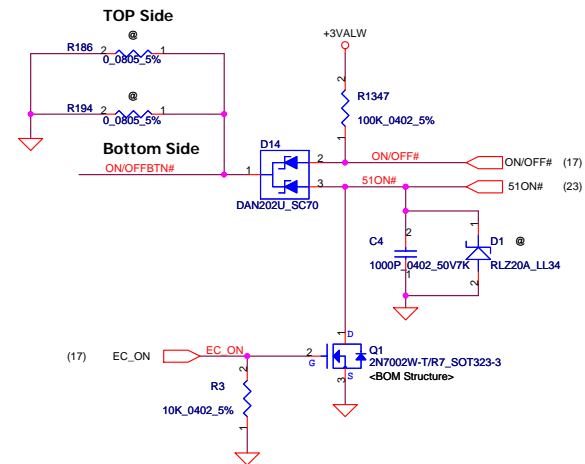 TOP Side
@
R186 2 1
0_0805_5%
@
R194 2 1
0_0805_5%
Bottom Side
ON/OFFBTN#
+3VALW
2
R1347
100K_0402_5%
1
D14
1 2 3
DAN202U_SC70
ON/OFF#
ON/OFF# (17)
51ON#
51ON# (23)
C4
2
1
1000P_0402_50V7K
1
D1 @
RLZ20A_LL34
2
(17) EC_ON
EC_ON
2
G
1
D
Q1
2N7002W-T/R7_SOT323-3
<BOM Structure>
3
S
2
R3
10K_0402_5%
1